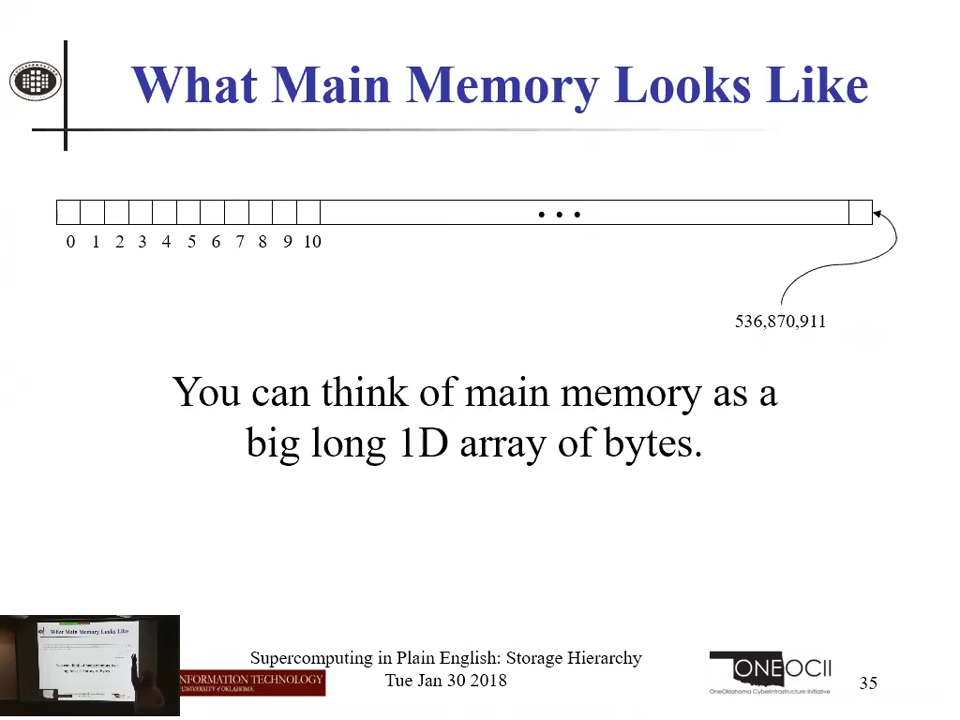 What Main Memory Looks Like
• • •
0 1 2 3 4 5 6 7 8 9 10
536,870,911
You can think of main memory as a
big long 1D array of bytes.
What Main Memory Looks Like
Supercomputing in Plain English: Storage Hierarchy
Tue Jan 30 2018
INFORMATION TECHNOLOGY
UNIVERSITY OF OKLAHOMA
ONEOCII
OneOklahoma Cyberinfrastructure Initiative
35